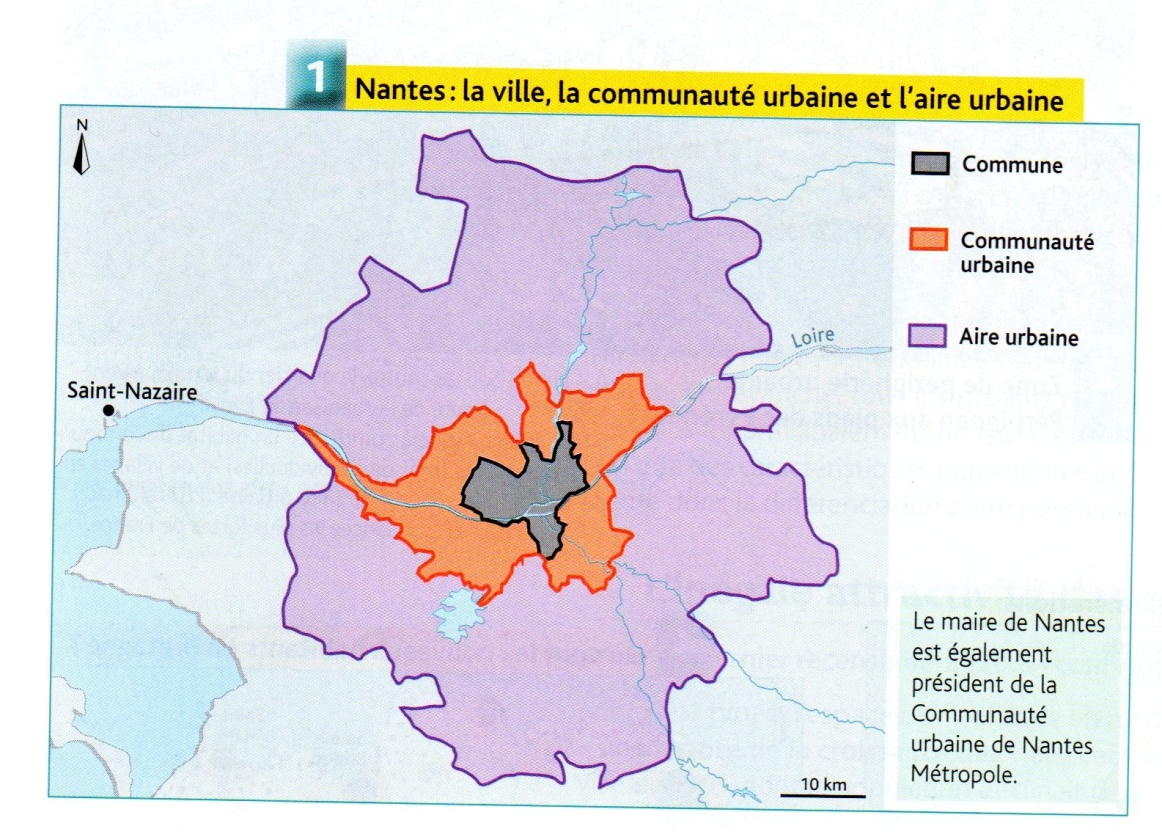 1
Nantes : la ville, la communauté urbaine et l'aire urbaine
N
Commune
Communauté
urbaine
Aire urbaine
Loire
Saint-Nazaire
Le maire de Nantes
est également
président de la
Communauté
urbaine de Nantes
Métropole.
10 km